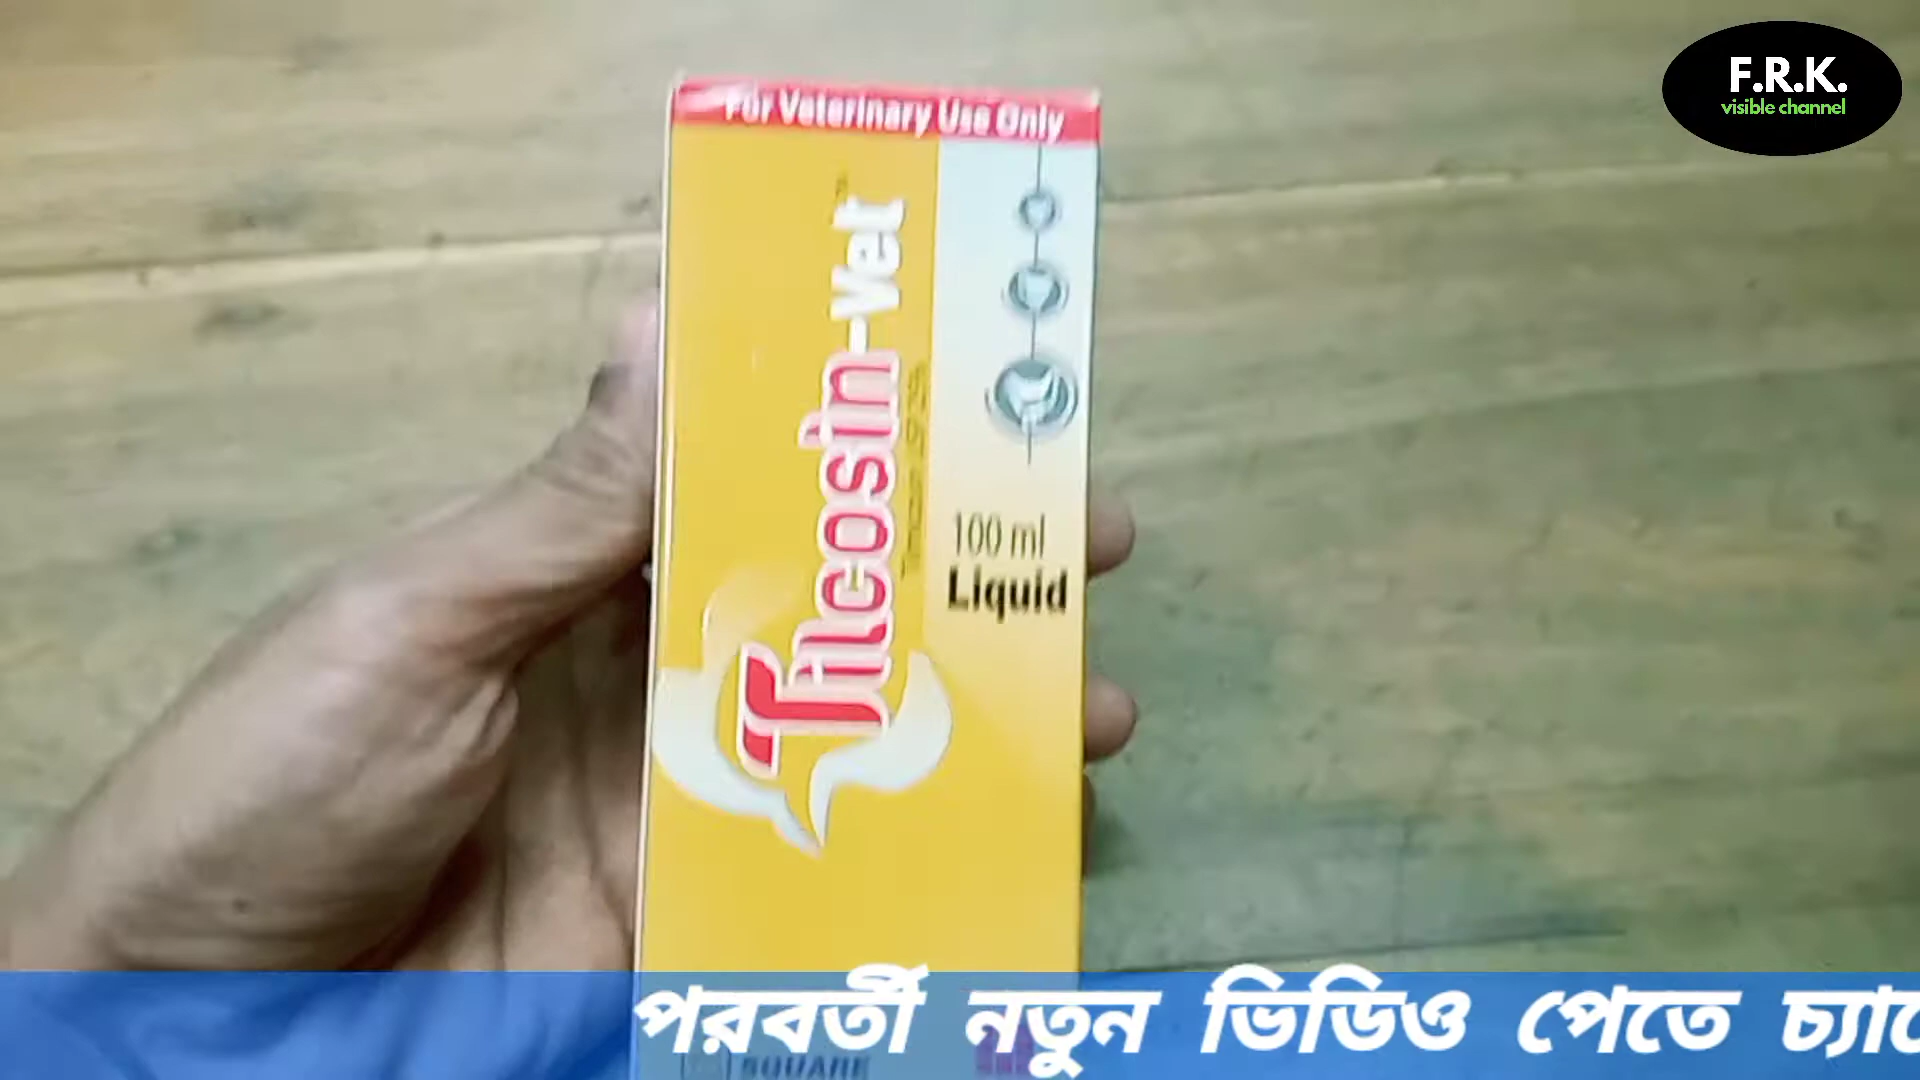 F.R.K.
visible channel
For Veterinary Use Only
Tilcosin-Vet
100 ml
Liquid
SQUARE
পরবর্তী নতুন ভিডিও পেতে